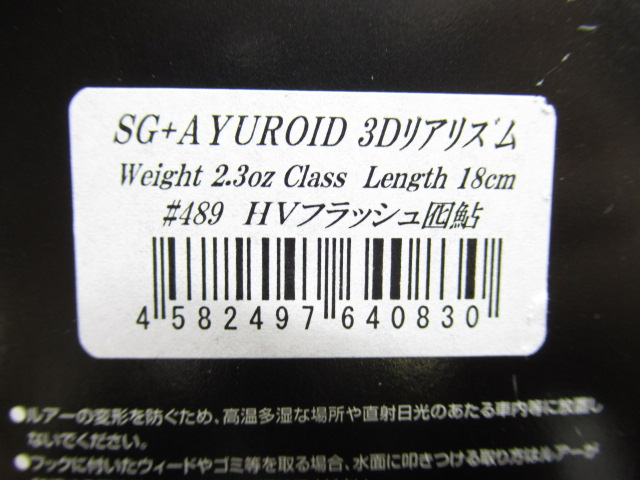 SG+AYUROID 3Dリアリズム
Weight 2.3oz Class Length 18cm
#489 HVフラッシュ囮鮎
4 582497 640830
●ルアーの変形を防ぐため、高温多湿な場所や直射日光のあたる車内等に放置し
ないでください。
●フックに付いたウィードやゴミ等を取る場合、水面に叩きつける取り方はルアーが